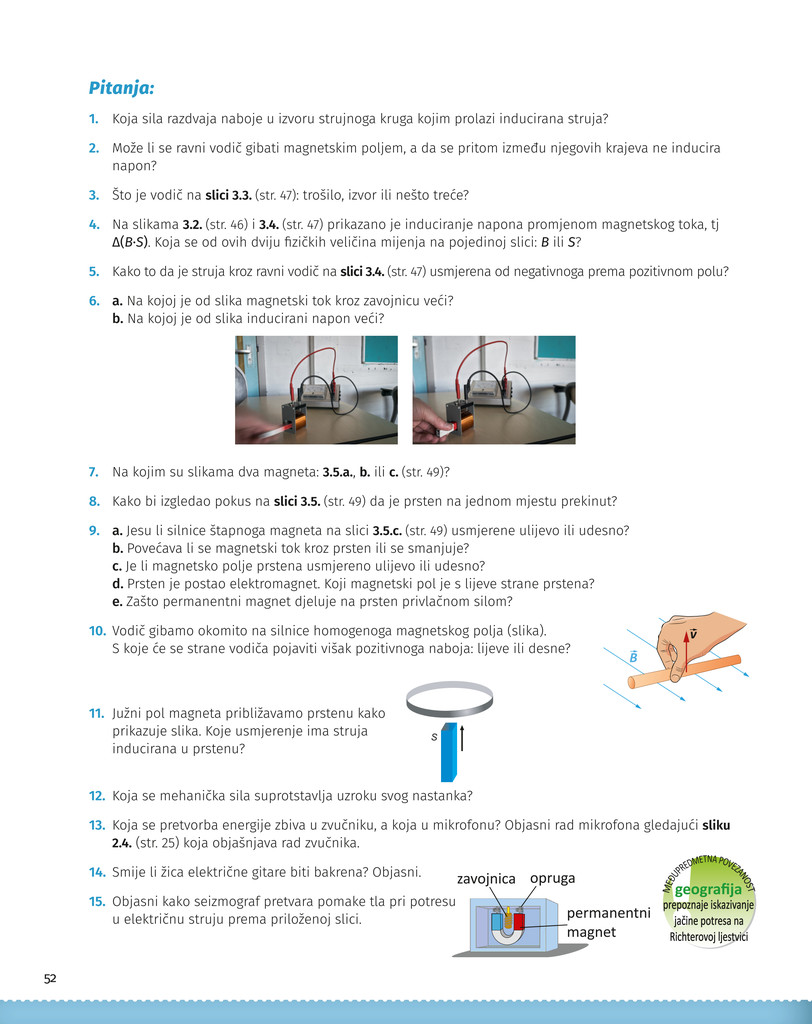 Pitanja:
1. Koja sila razdvaja naboje u izvoru strujnoga kruga kojim prolazi inducirana struja?
2. Može li se ravni vodič gibati magnetskim poljem, a da se pritom između njegovih krajeva ne inducira
napon?
3. Što je vodič na slici 3.3. (str. 47): trošilo, izvor ili nešto treće?
4. Na slikama 3.2. (str. 46) i 3.4. (str. 47) prikazano je induciranje napona promjenom magnetskog toka, tj
Δ(B·S). Koja se od ovih dviju fizičkih veličina mijenja na pojedinoj slici: B ili S?
5. Kako to da je struja kroz ravni vodič na slici 3.4. (str. 47) usmjerena od negativnoga prema pozitivnom polu?
6. a. Na kojoj je od slika magnetski tok kroz zavojnicu veći?
b. Na kojoj je od slika inducirani napon veći?
7. Na kojim su slikama dva magneta: 3.5.a., b. ili c. (str. 49)?
8. Kako bi izgledao pokus na slici 3.5. (str. 49) da je prsten na jednom mjestu prekinut?
9. a. Jesu li silnice štapnoga magneta na slici 3.5.c. (str. 49) usmjerene ulijevo ili udesno?
b. Povećava li se magnetski tok kroz prsten ili se smanjuje?
c. Je li magnetsko polje prstena usmjereno ulijevo ili udesno?
d. Prsten je postao elektromagnet. Koji magnetski pol je s lijeve strane prstena?
e. Zašto permanentni magnet djeluje na prsten privlačnom silom?
10. Vodič gibamo okomito na silnice homogenoga magnetskog polja (slika).
S koje će se strane vodiča pojaviti višak pozitivnoga naboja: lijeve ili desne?
v
B
11. Južni pol magneta približavamo prstenu kako
prikazuje slika. Koje usmjerenje ima struja
inducirana u prstenu?
S
12. Koja se mehanička sila suprotstavlja uzroku svog nastanka?
13. Koja se pretvorba energije zbiva u zvučniku, a koja u mikrofonu? Objasni rad mikrofona gledajući sliku
2.4. (str. 25) koja objašnjava rad zvučnika.
14. Smije li žica električne gitare biti bakrena? Objasni.
15. Objasni kako seizmograf pretvara pomake tla pri potresu
u električnu struju prema priloženoj slici.
zavojnica opruga
permanentni
magnet
MEĐUPREDMETNA POVEZANOST
geografija
prepoznaje iskazivanje
jačine potresa na
Richterovoj ljestvici
52